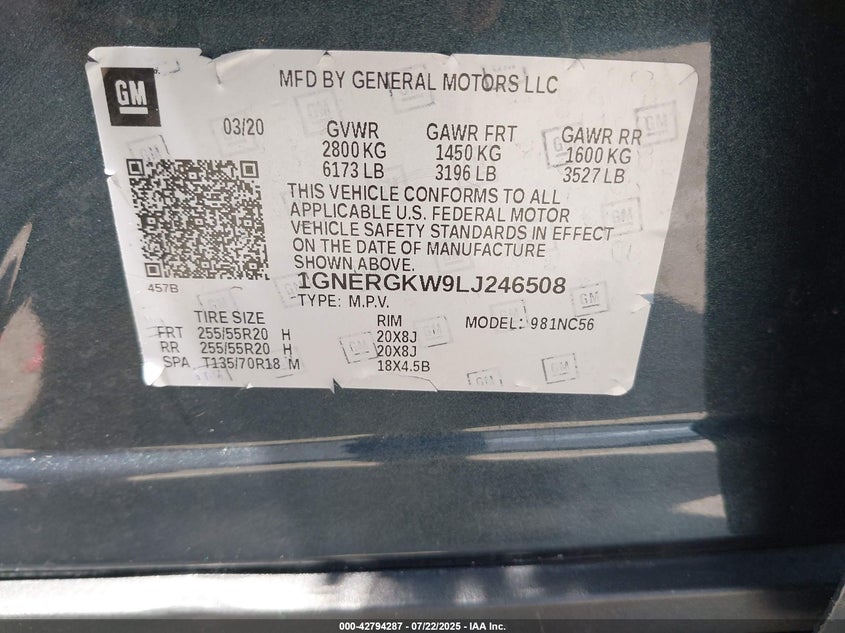 GM
MFD BY GENERAL MOTORS LLC
03/20
GVWR GAWR FRT GAWR RR
2800 KG 1450 KG 1600 KG
6173 LB 3196 LB 3527 LB
THIS VEHICLE CONFORMS TO ALL
APPLICABLE U.S. FEDERAL MOTOR
VEHICLE SAFETY STANDARDS IN EFFECT
ON THE DATE OF MANUFACTURE
SHOWN ABOVE.
457B
1GNERGKW9LJ246508
TYPE: M.P.V.
TIRE SIZE RIM MODEL: 981NC56
FRT 255/55R20 H 20X8J
RR 255/55R20 H 20X8J
SPA T135/70R18 M 18X4.5B
000-42794287 | 07/22/2025 - IAA Inc.